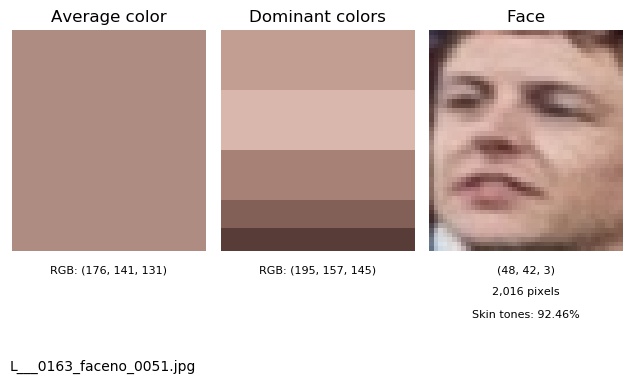 Average color
Dominant colors
Face
RGB: (176, 141, 131)
RGB: (195, 157, 145)
(48, 42, 3)
2,016 pixels
Skin tones: 92.46%
L___0163_faceno_0051.jpg